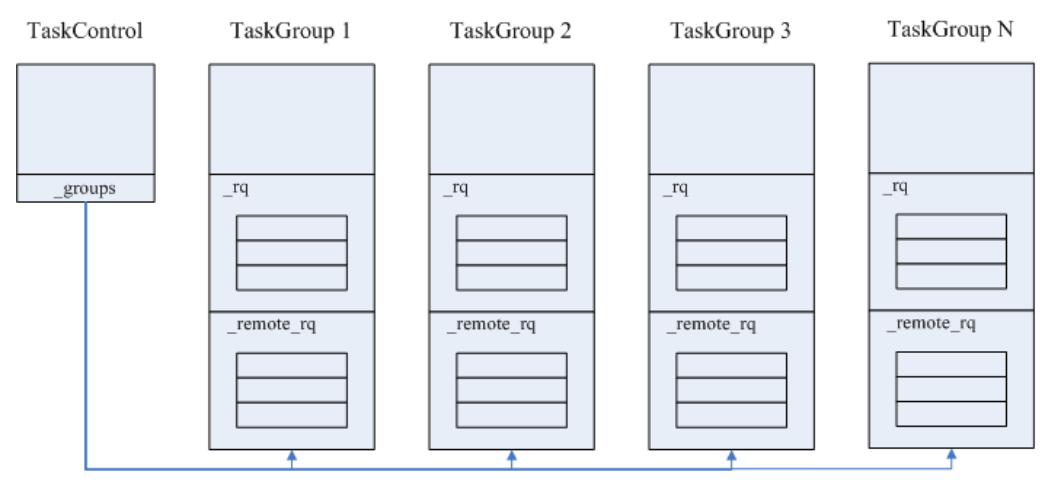 TaskControl
TaskGroup 1
TaskGroup 2
TaskGroup 3
TaskGroup N
_groups
_rq
_rq
_rq
_rq
_remote_rq
_remote_rq
_remote_rq
_remote_rq